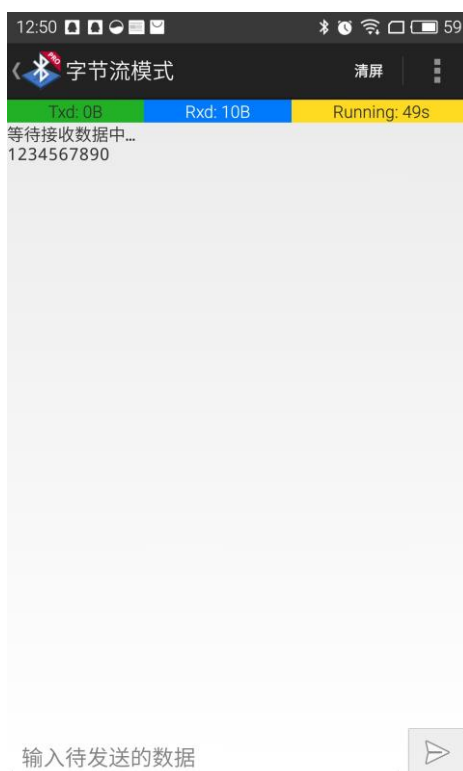 12:50
59
PRO
字节流模式
清屏
Txd: 0B
Rxd: 10B
Running: 49s
等待接收数据中…
1234567890
输入待发送的数据